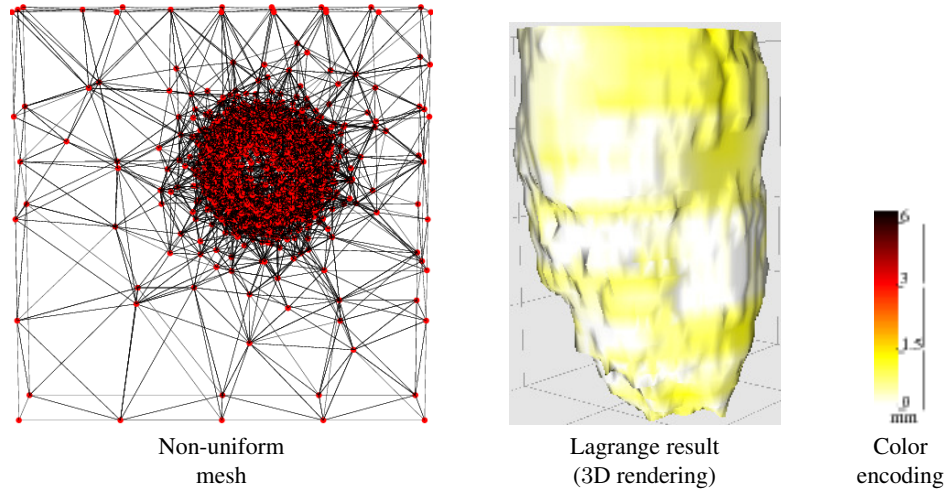 6
3
1.5
0
mm
Non-uniform
mesh
Lagrange result
(3D rendering)
Color
encoding